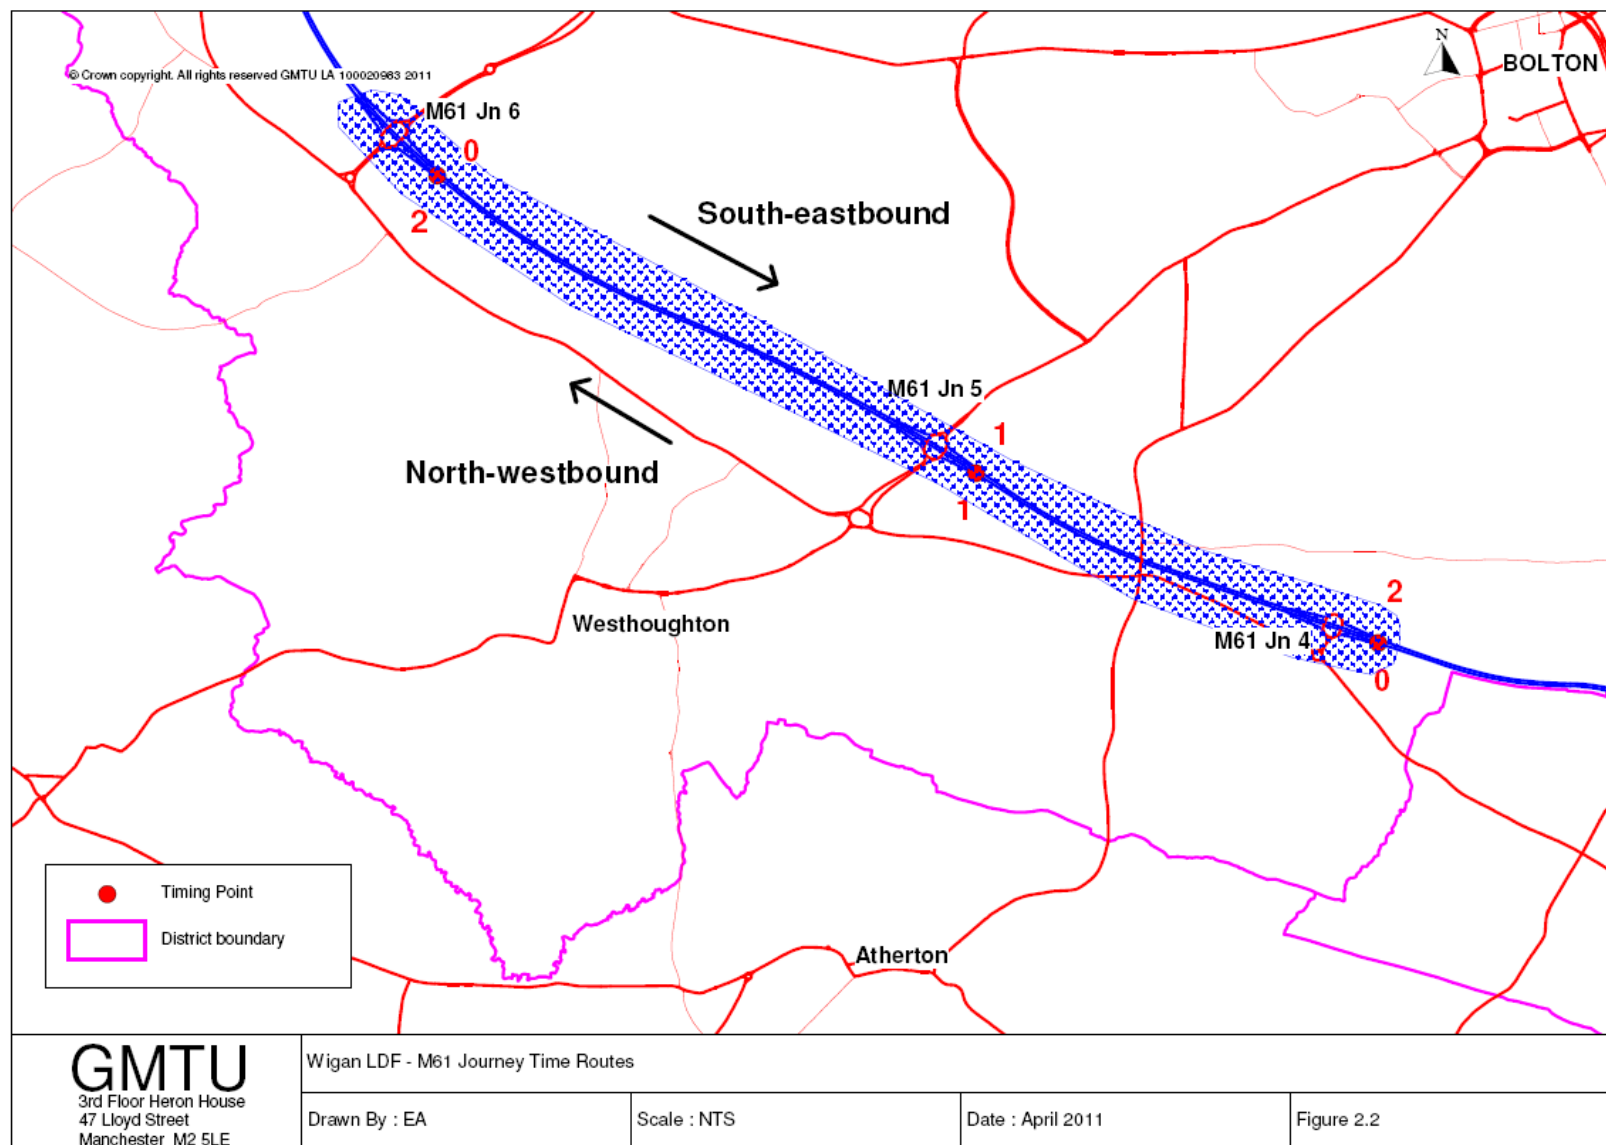 N
BOLTON
© Crown copyright. All rights reserved GMTU LA 100020983 2011
M61 Jn 6
0
2
South-eastbound
M61 Jn 5
1
North-westbound
1
2
Westhoughton
M61 Jn 4
0
Timing Point
District boundary
Atherton
GMTU
3rd Floor Heron House
47 Lloyd Street
Manchester M2 5LE
Wigan LDF - M61 Journey Time Routes
Drawn By : EA
Scale : NTS
Date : April 2011
Figure 2.2